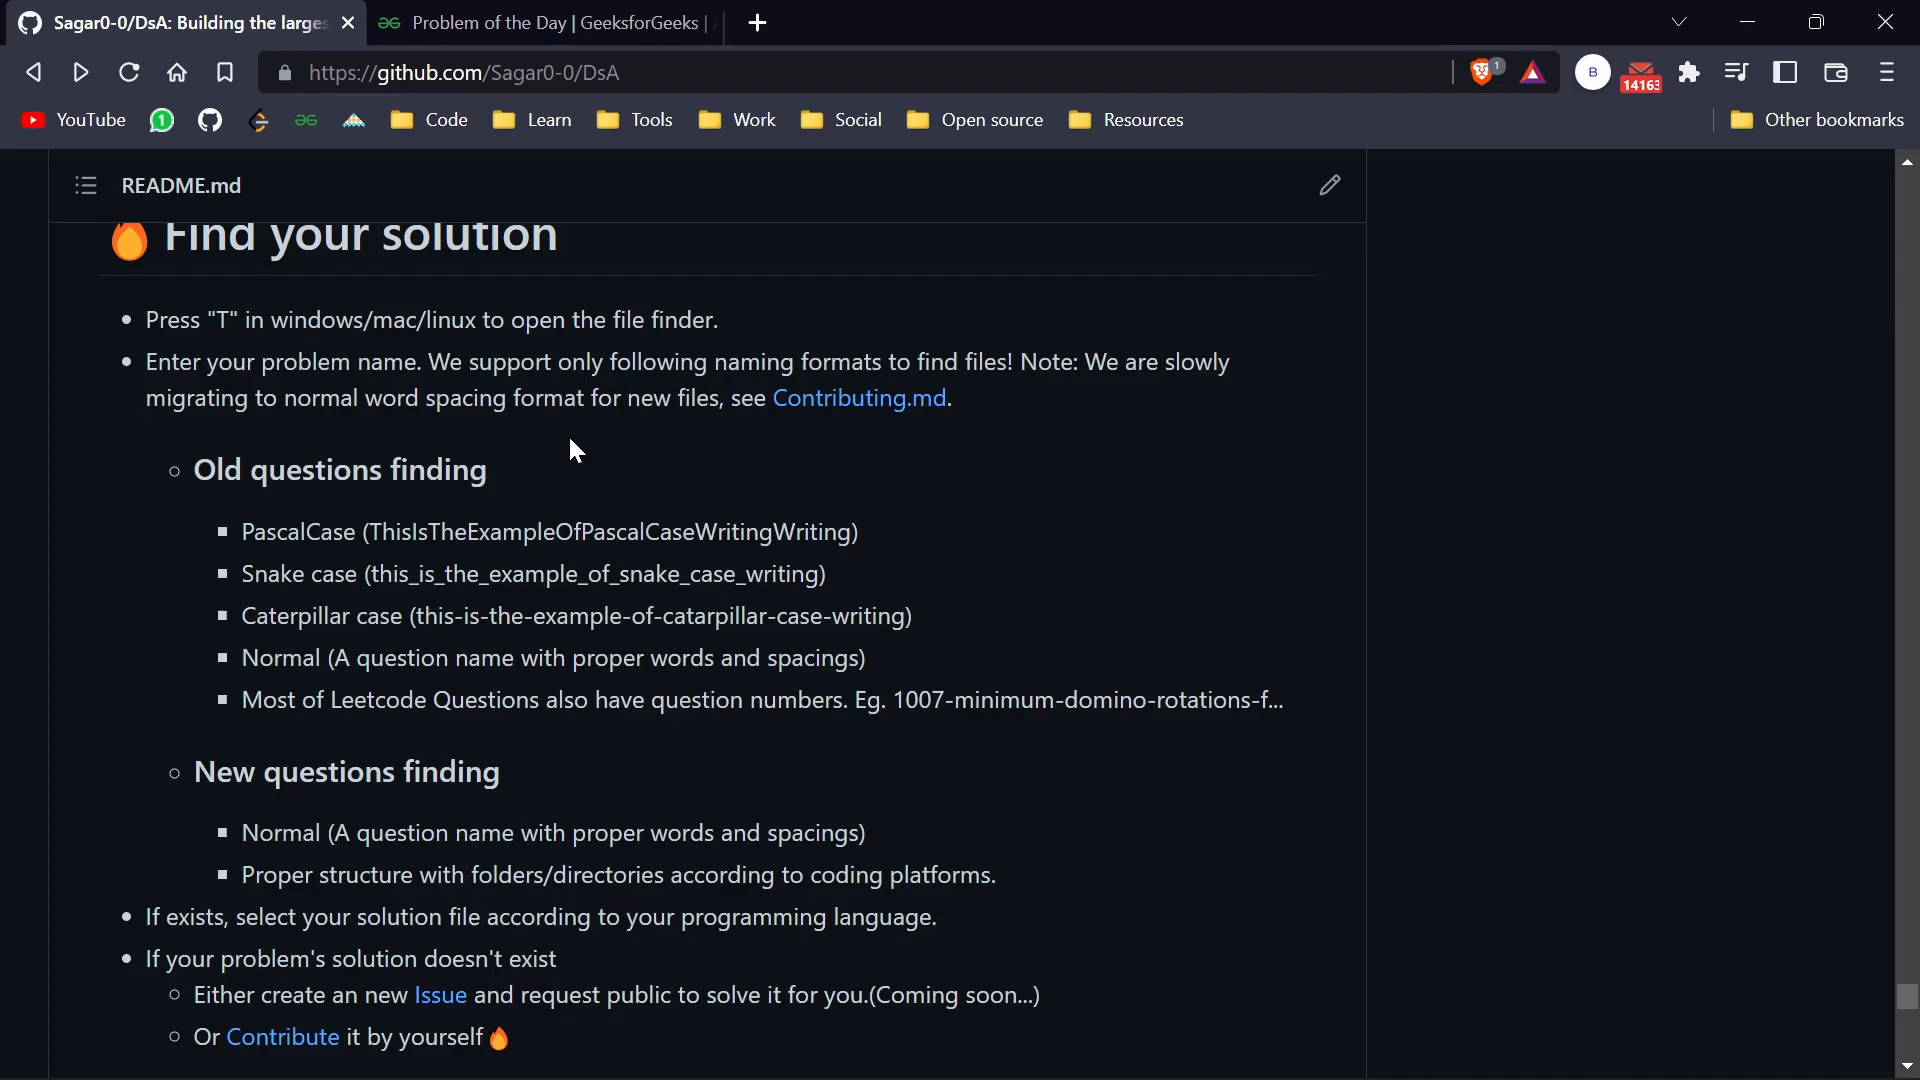 Sagar0-0/DsA: Building the large
Problem of the Day | GeeksforGeeks |
https://github.com/Sagar0-0/DsA
1
B
14163
YouTube
1
Code
Learn
Tools
Work
Social
Open source
Resources
Other bookmarks
README.md
Find your solution
Press "T" in windows/mac/linux to open the file finder.
Enter your problem name. We support only following naming formats to find files! Note: We are slowly
migrating to normal word spacing format for new files, see Contributing.md.
Old questions finding
PascalCase (ThisIsTheExampleOfPascalCaseWritingWriting)
Snake case (this_is_the_example_of_snake_case_writing)
Caterpillar case (this-is-the-example-of-catarpillar-case-writing)
Normal (A question name with proper words and spacings)
Most of Leetcode Questions also have question numbers. Eg. 1007-minimum-domino-rotations-f...
New questions finding
Normal (A question name with proper words and spacings)
Proper structure with folders/directories according to coding platforms.
If exists, select your solution file according to your programming language.
If your problem's solution doesn't exist
Either create an new Issue and request public to solve it for you.(Coming soon...)
Or Contribute it by yourself